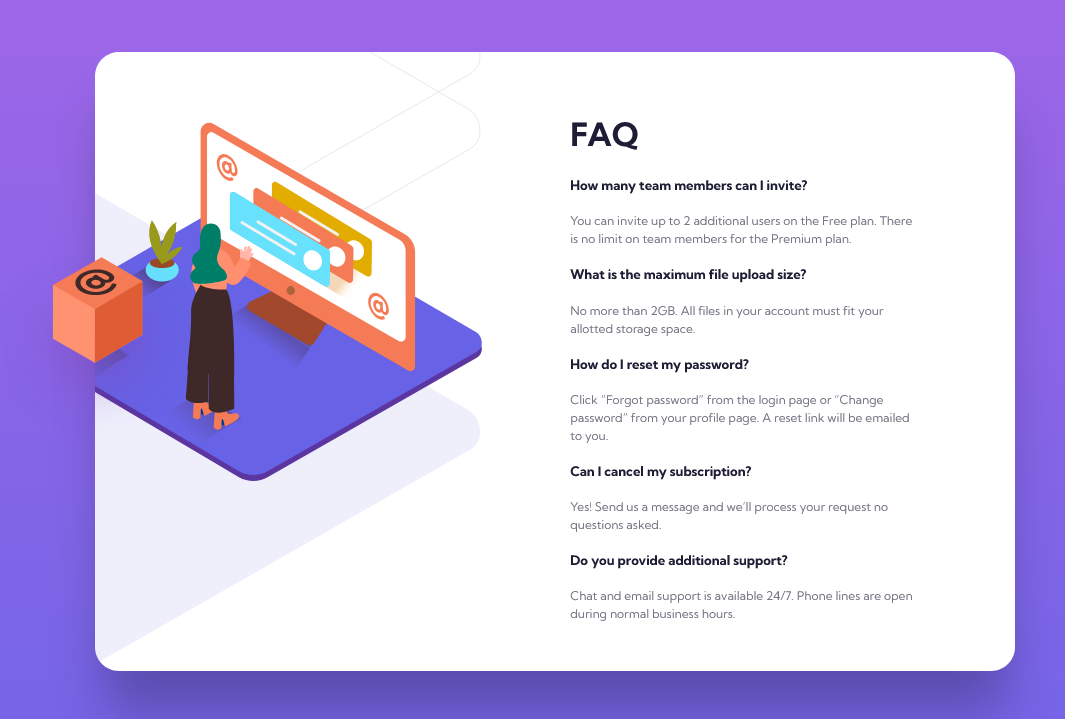 @
@
@
FAQ
How many team members can I invite?
You can invite up to 2 additional users on the Free plan. There
is no limit on team members for the Premium plan.
What is the maximum file upload size?
No more than 2GB. All files in your account must fit your
allotted storage space.
How do I reset my password?
Click “Forgot password” from the login page or “Change
password” from your profile page. A reset link will be emailed
to you.
Can I cancel my subscription?
Yes! Send us a message and we’ll process your request no
questions asked.
Do you provide additional support?
Chat and email support is available 24/7. Phone lines are open
during normal business hours.